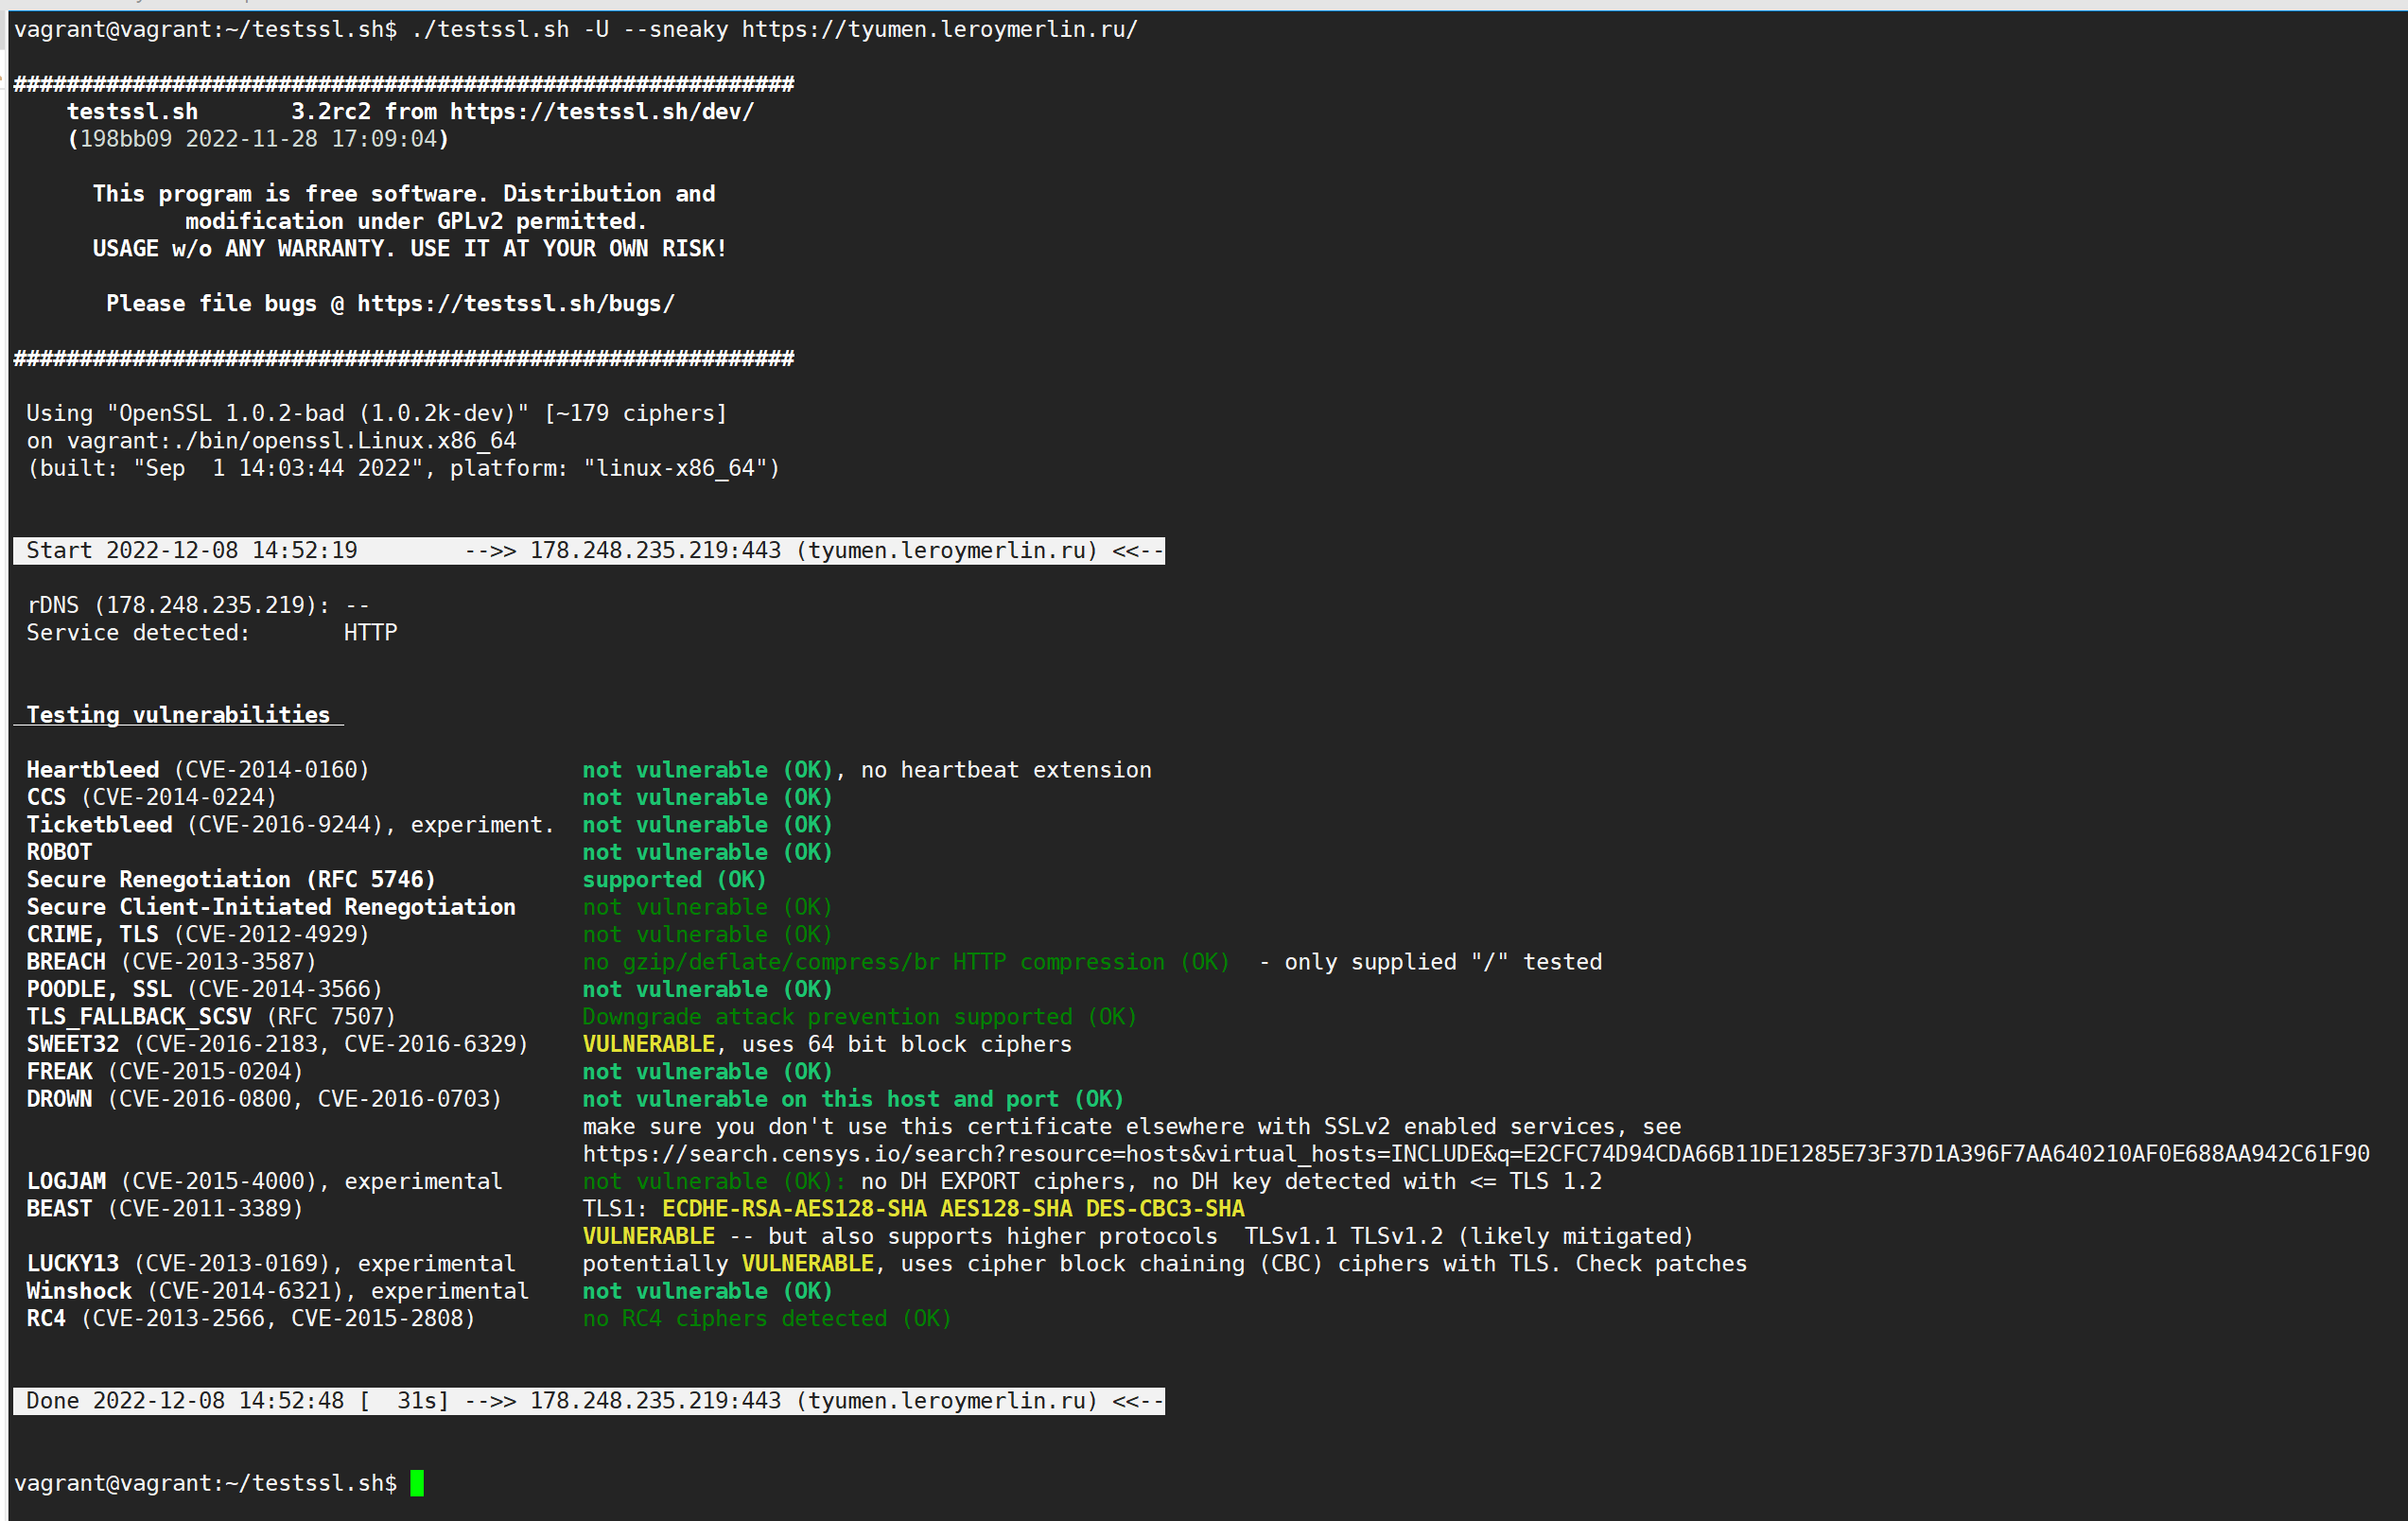 vagrant@vagrant:~/testssl.sh$ ./testssl.sh -U --sneaky https://tyumen.leroymerlin.ru/
###########################################################
testssl.sh       3.2rc2 from https://testssl.sh/dev/
(198bb09 2022-11-28 17:09:04)
This program is free software. Distribution and
modification under GPLv2 permitted.
USAGE w/o ANY WARRANTY. USE IT AT YOUR OWN RISK!
Please file bugs @ https://testssl.sh/bugs/
###########################################################
Using "OpenSSL 1.0.2-bad (1.0.2k-dev)" [~179 ciphers]
on vagrant:./bin/openssl.Linux.x86_64
(built: "Sep  1 14:03:44 2022", platform: "linux-x86_64")
Start 2022-12-08 14:52:19        -->> 178.248.235.219:443 (tyumen.leroymerlin.ru) <<--
rDNS (178.248.235.219): --
Service detected:       HTTP
Testing vulnerabilities
Heartbleed (CVE-2014-0160)                not vulnerable (OK), no heartbeat extension
CCS (CVE-2014-0224)                       not vulnerable (OK)
Ticketbleed (CVE-2016-9244), experiment.  not vulnerable (OK)
ROBOT                                     not vulnerable (OK)
Secure Renegotiation (RFC 5746)           supported (OK)
Secure Client-Initiated Renegotiation     not vulnerable (OK)
CRIME, TLS (CVE-2012-4929)                not vulnerable (OK)
BREACH (CVE-2013-3587)                    no gzip/deflate/compress/br HTTP compression (OK)  - only supplied "/" tested
POODLE, SSL (CVE-2014-3566)               not vulnerable (OK)
TLS_FALLBACK_SCSV (RFC 7507)              Downgrade attack prevention supported (OK)
SWEET32 (CVE-2016-2183, CVE-2016-6329)    VULNERABLE, uses 64 bit block ciphers
FREAK (CVE-2015-0204)                     not vulnerable (OK)
DROWN (CVE-2016-0800, CVE-2016-0703)      not vulnerable on this host and port (OK)
make sure you don't use this certificate elsewhere with SSLv2 enabled services, see
https://search.censys.io/search?resource=hosts&virtual_hosts=INCLUDE&q=E2CFC74D94CDA66B11DE1285E73F37D1A396F7AA640210AF0E688AA942C61F90
LOGJAM (CVE-2015-4000), experimental      not vulnerable (OK): no DH EXPORT ciphers, no DH key detected with <= TLS 1.2
BEAST (CVE-2011-3389)                     TLS1: ECDHE-RSA-AES128-SHA AES128-SHA DES-CBC3-SHA
VULNERABLE -- but also supports higher protocols  TLSv1.1 TLSv1.2 (likely mitigated)
LUCKY13 (CVE-2013-0169), experimental     potentially VULNERABLE, uses cipher block chaining (CBC) ciphers with TLS. Check patches
Winshock (CVE-2014-6321), experimental    not vulnerable (OK)
RC4 (CVE-2013-2566, CVE-2015-2808)        no RC4 ciphers detected (OK)
Done 2022-12-08 14:52:48 [  31s] -->> 178.248.235.219:443 (tyumen.leroymerlin.ru) <<--
vagrant@vagrant:~/testssl.sh$